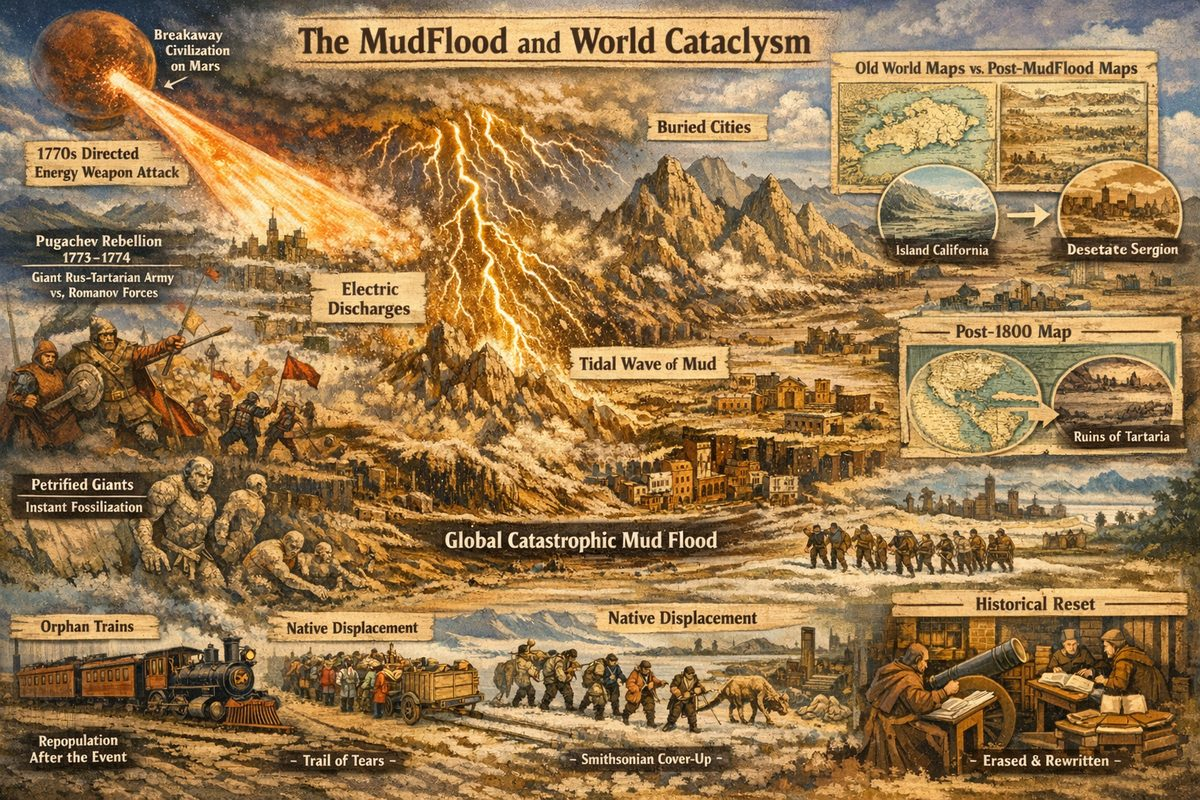 The MudFlood and World Cataclysm
Breakaway
Civilization
on Mars
Old World Maps vs. Post-MudFlood Maps
Buried Cities
1770s Directed
Energy Weapon Attack
Island California
Desetate Sergion
Pugachev Rebellion
1773–1774
Giant Rus-Tartarian Army
vs, Romanov Forces
Electric
Discharges
Post-1800 Map
Tidal Wave of Mud
Ruins of Tartaria
Petrified Giants
Instant Fossilization
Global Catastrophic Mud Flood
Orphan Trains
Native Displacement
Native Displacement
Historical Reset
Repopulation
After the Event
– Trail of Tears –
– Smithsonian Cover-Up –
– Erased & Rewritten –